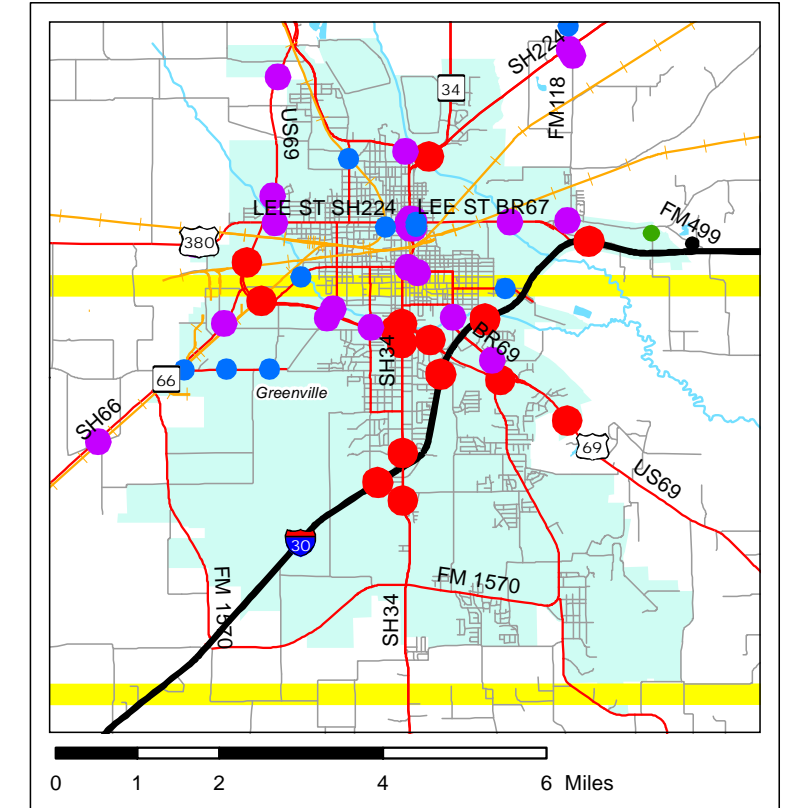 SH224
34
FM118
US69
LEE ST SH224
LEE ST BR67
FM499
380
BR69
SH34
66
Greenville
SH66
69
US69
30
FM 1570
FM 1570
SH34
0 1 2 4 6 Miles